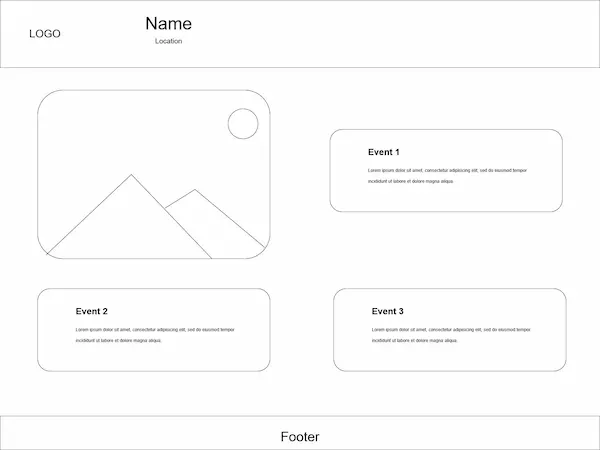 LOGO
Name
Location
Event 1
Lorem ipsum dolor sit amet, consectetur adipiscing elit, sed do eiusmod tempor
incididunt ut labore et dolore magna aliqua.
Event 2
Lorem ipsum dolor sit amet, consectetur adipiscing elit, sed do eiusmod tempor
incididunt ut labore et dolore magna aliqua.
Event 3
Lorem ipsum dolor sit amet, consectetur adipiscing elit, sed do eiusmod tempor
incididunt ut labore et dolore magna aliqua.
Footer